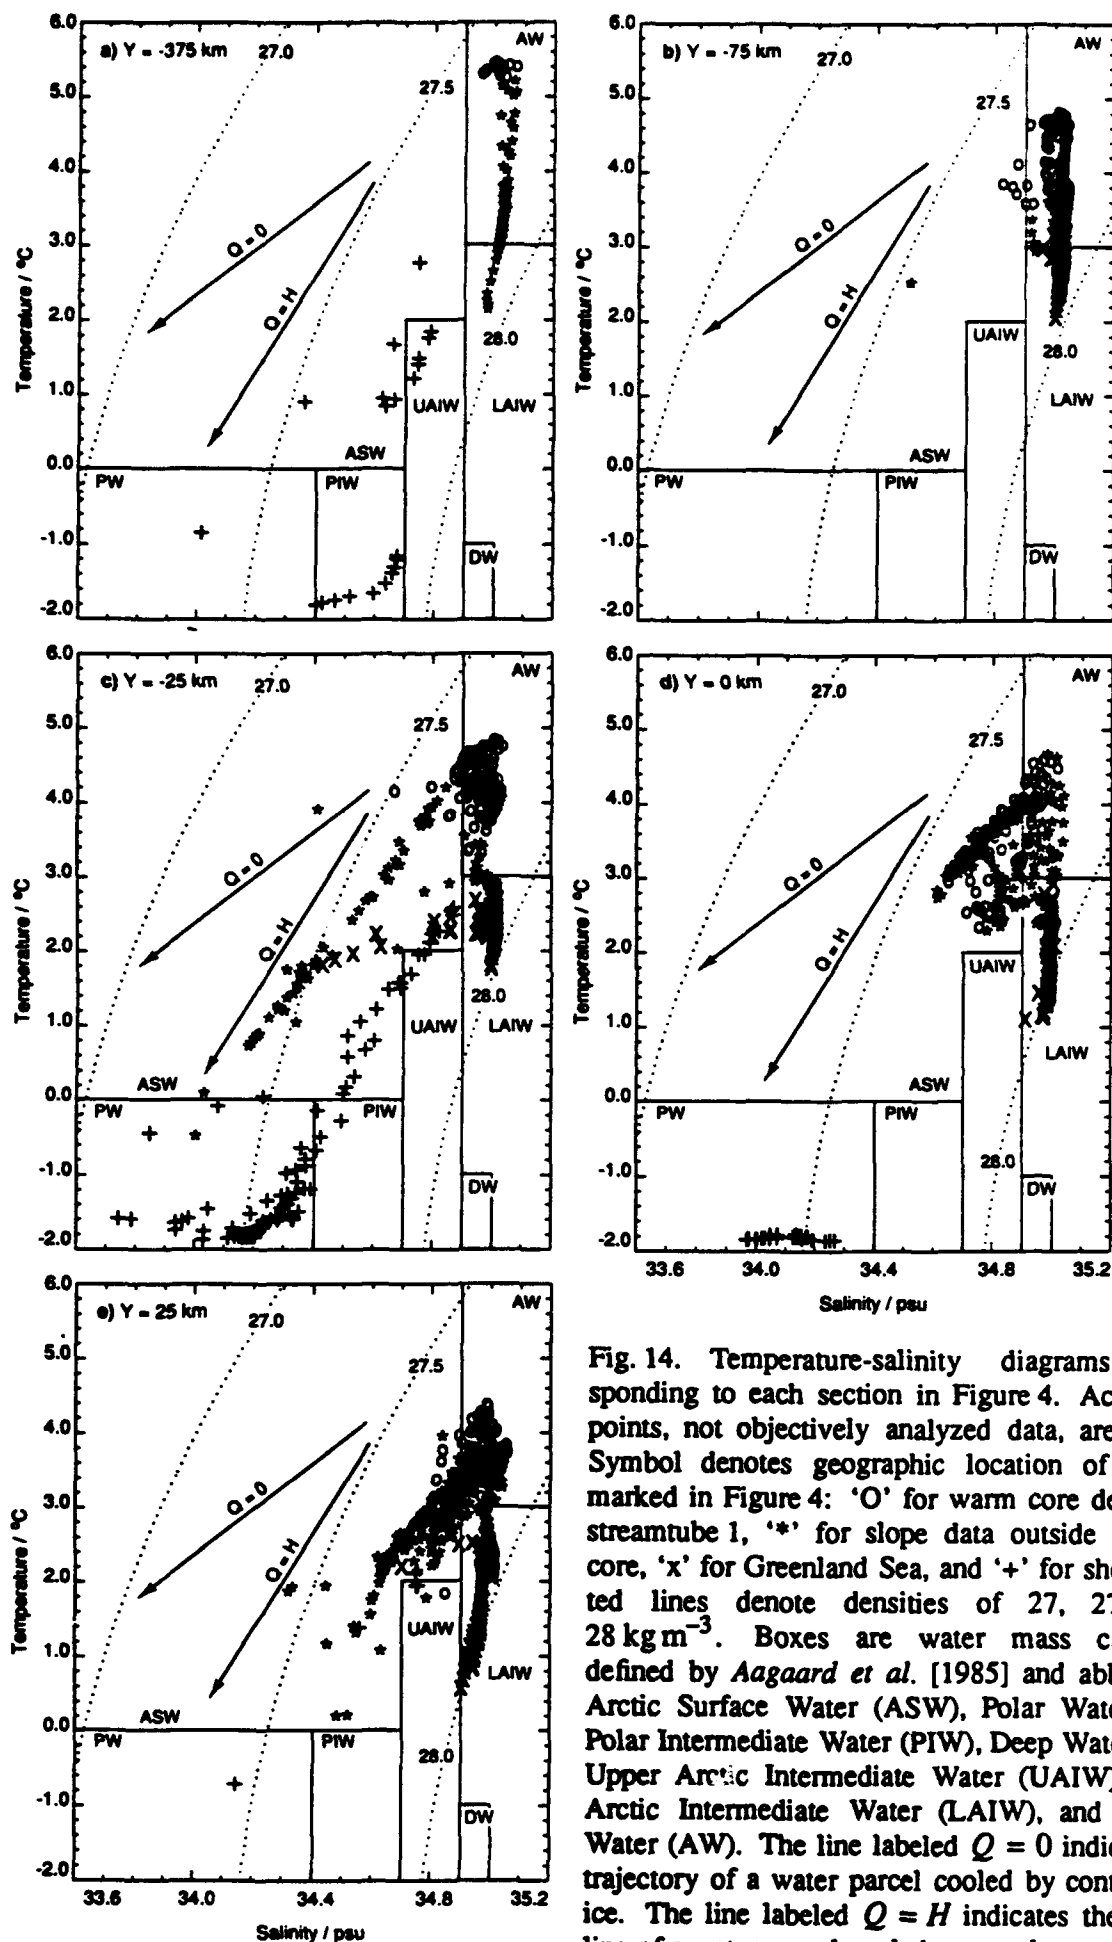 a) Y = -375 km
27.0
27.5
AW
Q = 0
Q = H
28.0
UAIW
LAIW
ASW
PW
PIW
DW
6.0
5.0
4.0
3.0
2.0
1.0
0.0
-1.0
-2.0
Temperature / °C
b) Y = -75 km
27.0
27.5
AW
Q = 0
Q = H
UAIW
28.0
LAIW
ASW
PW
PIW
DW
6.0
5.0
4.0
3.0
2.0
1.0
0.0
-1.0
-2.0
Temperature / °C
c) Y = -25 km
27.0
27.5
AW
Q = 0
Q = H
28.0
UAIW
LAIW
ASW
PW
PIW
DW
6.0
5.0
4.0
3.0
2.0
1.0
0.0
-1.0
-2.0
Temperature / °C
d) Y = 0 km
27.0
27.5
AW
Q = 0
Q = H
UAIW
LAIW
ASW
PW
PIW
28.0
DW
6.0
5.0
4.0
3.0
2.0
1.0
0.0
-1.0
-2.0
Temperature / °C
33.6 34.0 34.4 34.8 35.2
Salinity / psu
e) Y = 25 km
27.0
27.5
AW
Q = 0
Q = H
UAIW
LAIW
ASW
PW
PIW
28.0
DW
6.0
5.0
4.0
3.0
2.0
1.0
0.0
-1.0
-2.0
Temperature / °C
33.6 34.0 34.4 34.8 35.2
Salinity / psu
Fig. 14. Temperature-salinity diagrams
sponding to each section in Figure 4. Ac
points, not objectively analyzed data, are
Symbol denotes geographic location of
marked in Figure 4: ‘O’ for warm core de
streamtube 1, ‘*’ for slope data outside
core, ‘x’ for Greenland Sea, and ‘+’ for sh
ted lines denote densities of 27, 27
28 kg m⁻³. Boxes are water mass c
defined by Aagaard et al. [1985] and abb
Arctic Surface Water (ASW), Polar Wat
Polar Intermediate Water (PIW), Deep Wat
Upper Arctic Intermediate Water (UAIW)
Arctic Intermediate Water (LAIW), and
Water (AW). The line labeled Q = 0 indic
trajectory of a water parcel cooled by cont
ice. The line labeled Q = H indicates the